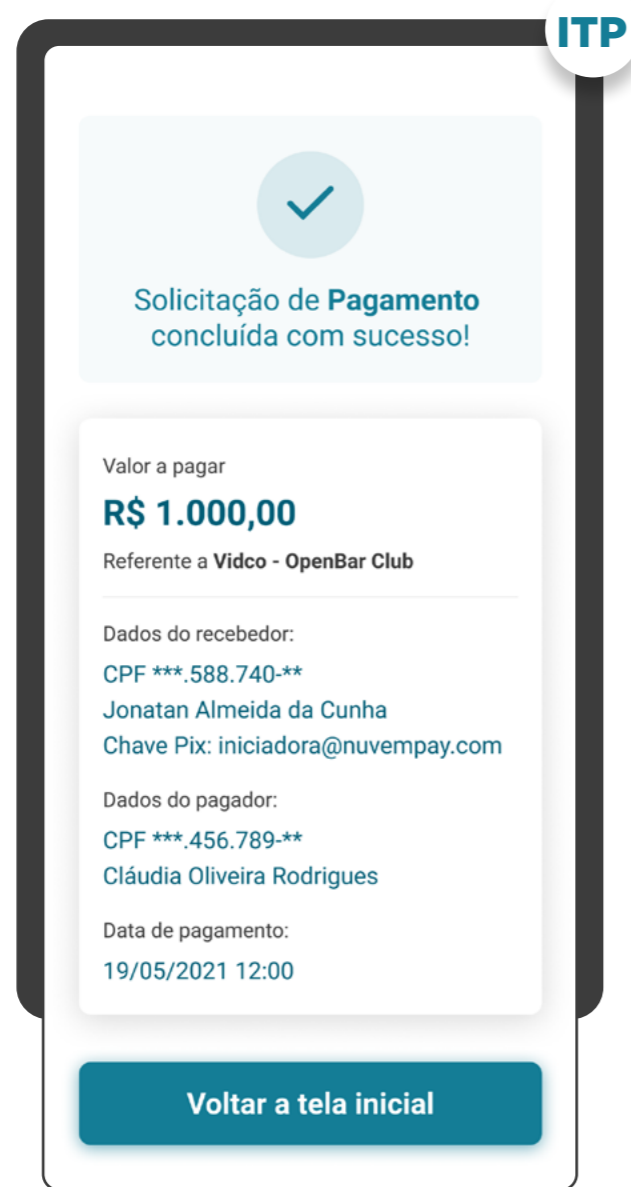 ITP
Solicitação de Pagamento
concluída com sucesso!
Valor a pagar
R$ 1.000,00
Referente a Vidco - OpenBar Club
Dados do recebedor:
CPF ***.588.740-**
Jonatan Almeida da Cunha
Chave Pix: iniciadora@nuvempay.com
Dados do pagador:
CPF ***.456.789-**
Cláudia Oliveira Rodrigues
Data de pagamento:
19/05/2021 12:00
Voltar a tela inicial